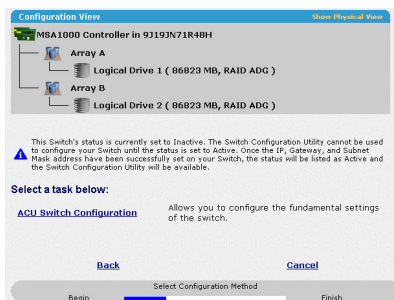 Configuration View
Show Physical View
MSA1000 Controller in 9J19JN71R48H
Array A
Logical Drive 1 ( 86823 MB, RAID ADG )
Array B
Logical Drive 2 ( 86823 MB, RAID ADG )
This Switch's status is currently set to Inactive. The Switch Configuration Utility cannot be used
to configure your Switch until the status is set to Active. Once the IP, Gateway, and Subnet
Mask address have been successfully set on your Switch, the status will be listed as Active and
the Switch Configuration Utility will be available.
Select a task below:
ACU Switch Configuration
Allows you to configure the fundamental settings
of the switch.
Back
Cancel
Select Configuration Method
Begin
Finish